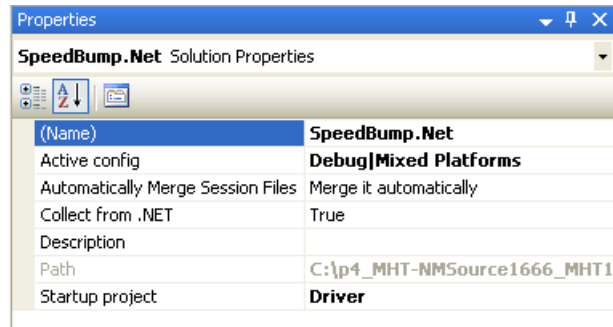 Properties
SpeedBump.Net Solution Properties
(Name) SpeedBump.Net
Active config Debug|Mixed Platforms
Automatically Merge Session Files Merge it automatically
Collect from .NET True
Description
Path C:\p4_MHT-NMSource1666_MHT1
Startup project Driver